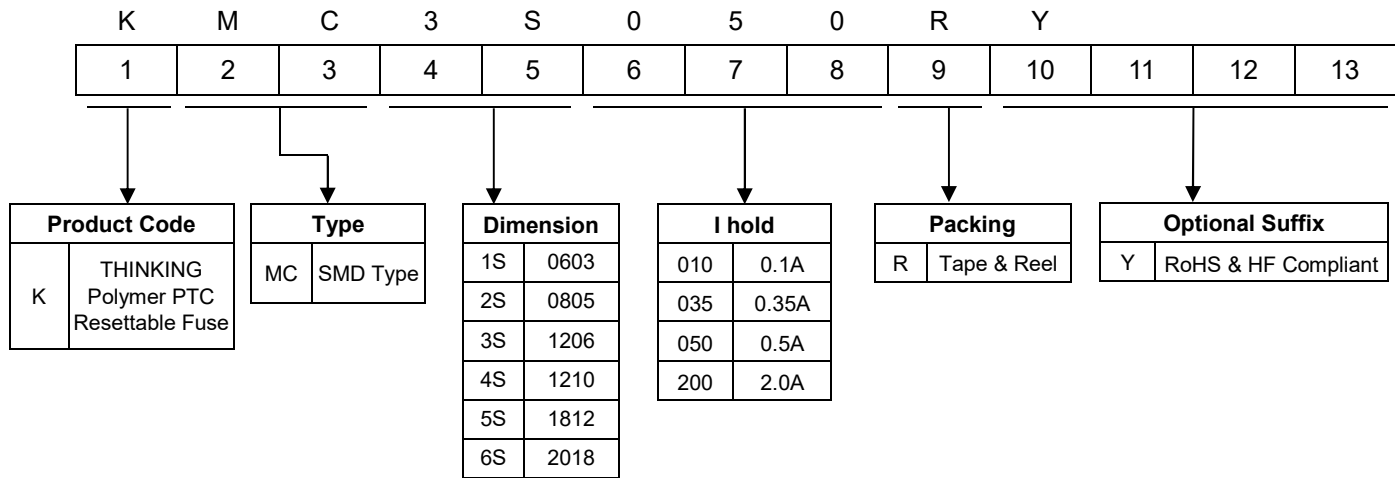 K M C 3 S 0 5 0 R Y
1 2 3 4 5 6 7 8 9 10 11 12 13
Product Code
K THINKING
Polymer PTC
Resettable Fuse
Type
MC SMD Type
Dimension
1S 0603
2S 0805
3S 1206
4S 1210
5S 1812
6S 2018
I hold
010 0.1A
035 0.35A
050 0.5A
200 2.0A
Packing
R Tape & Reel
Optional Suffix
Y RoHS & HF Compliant